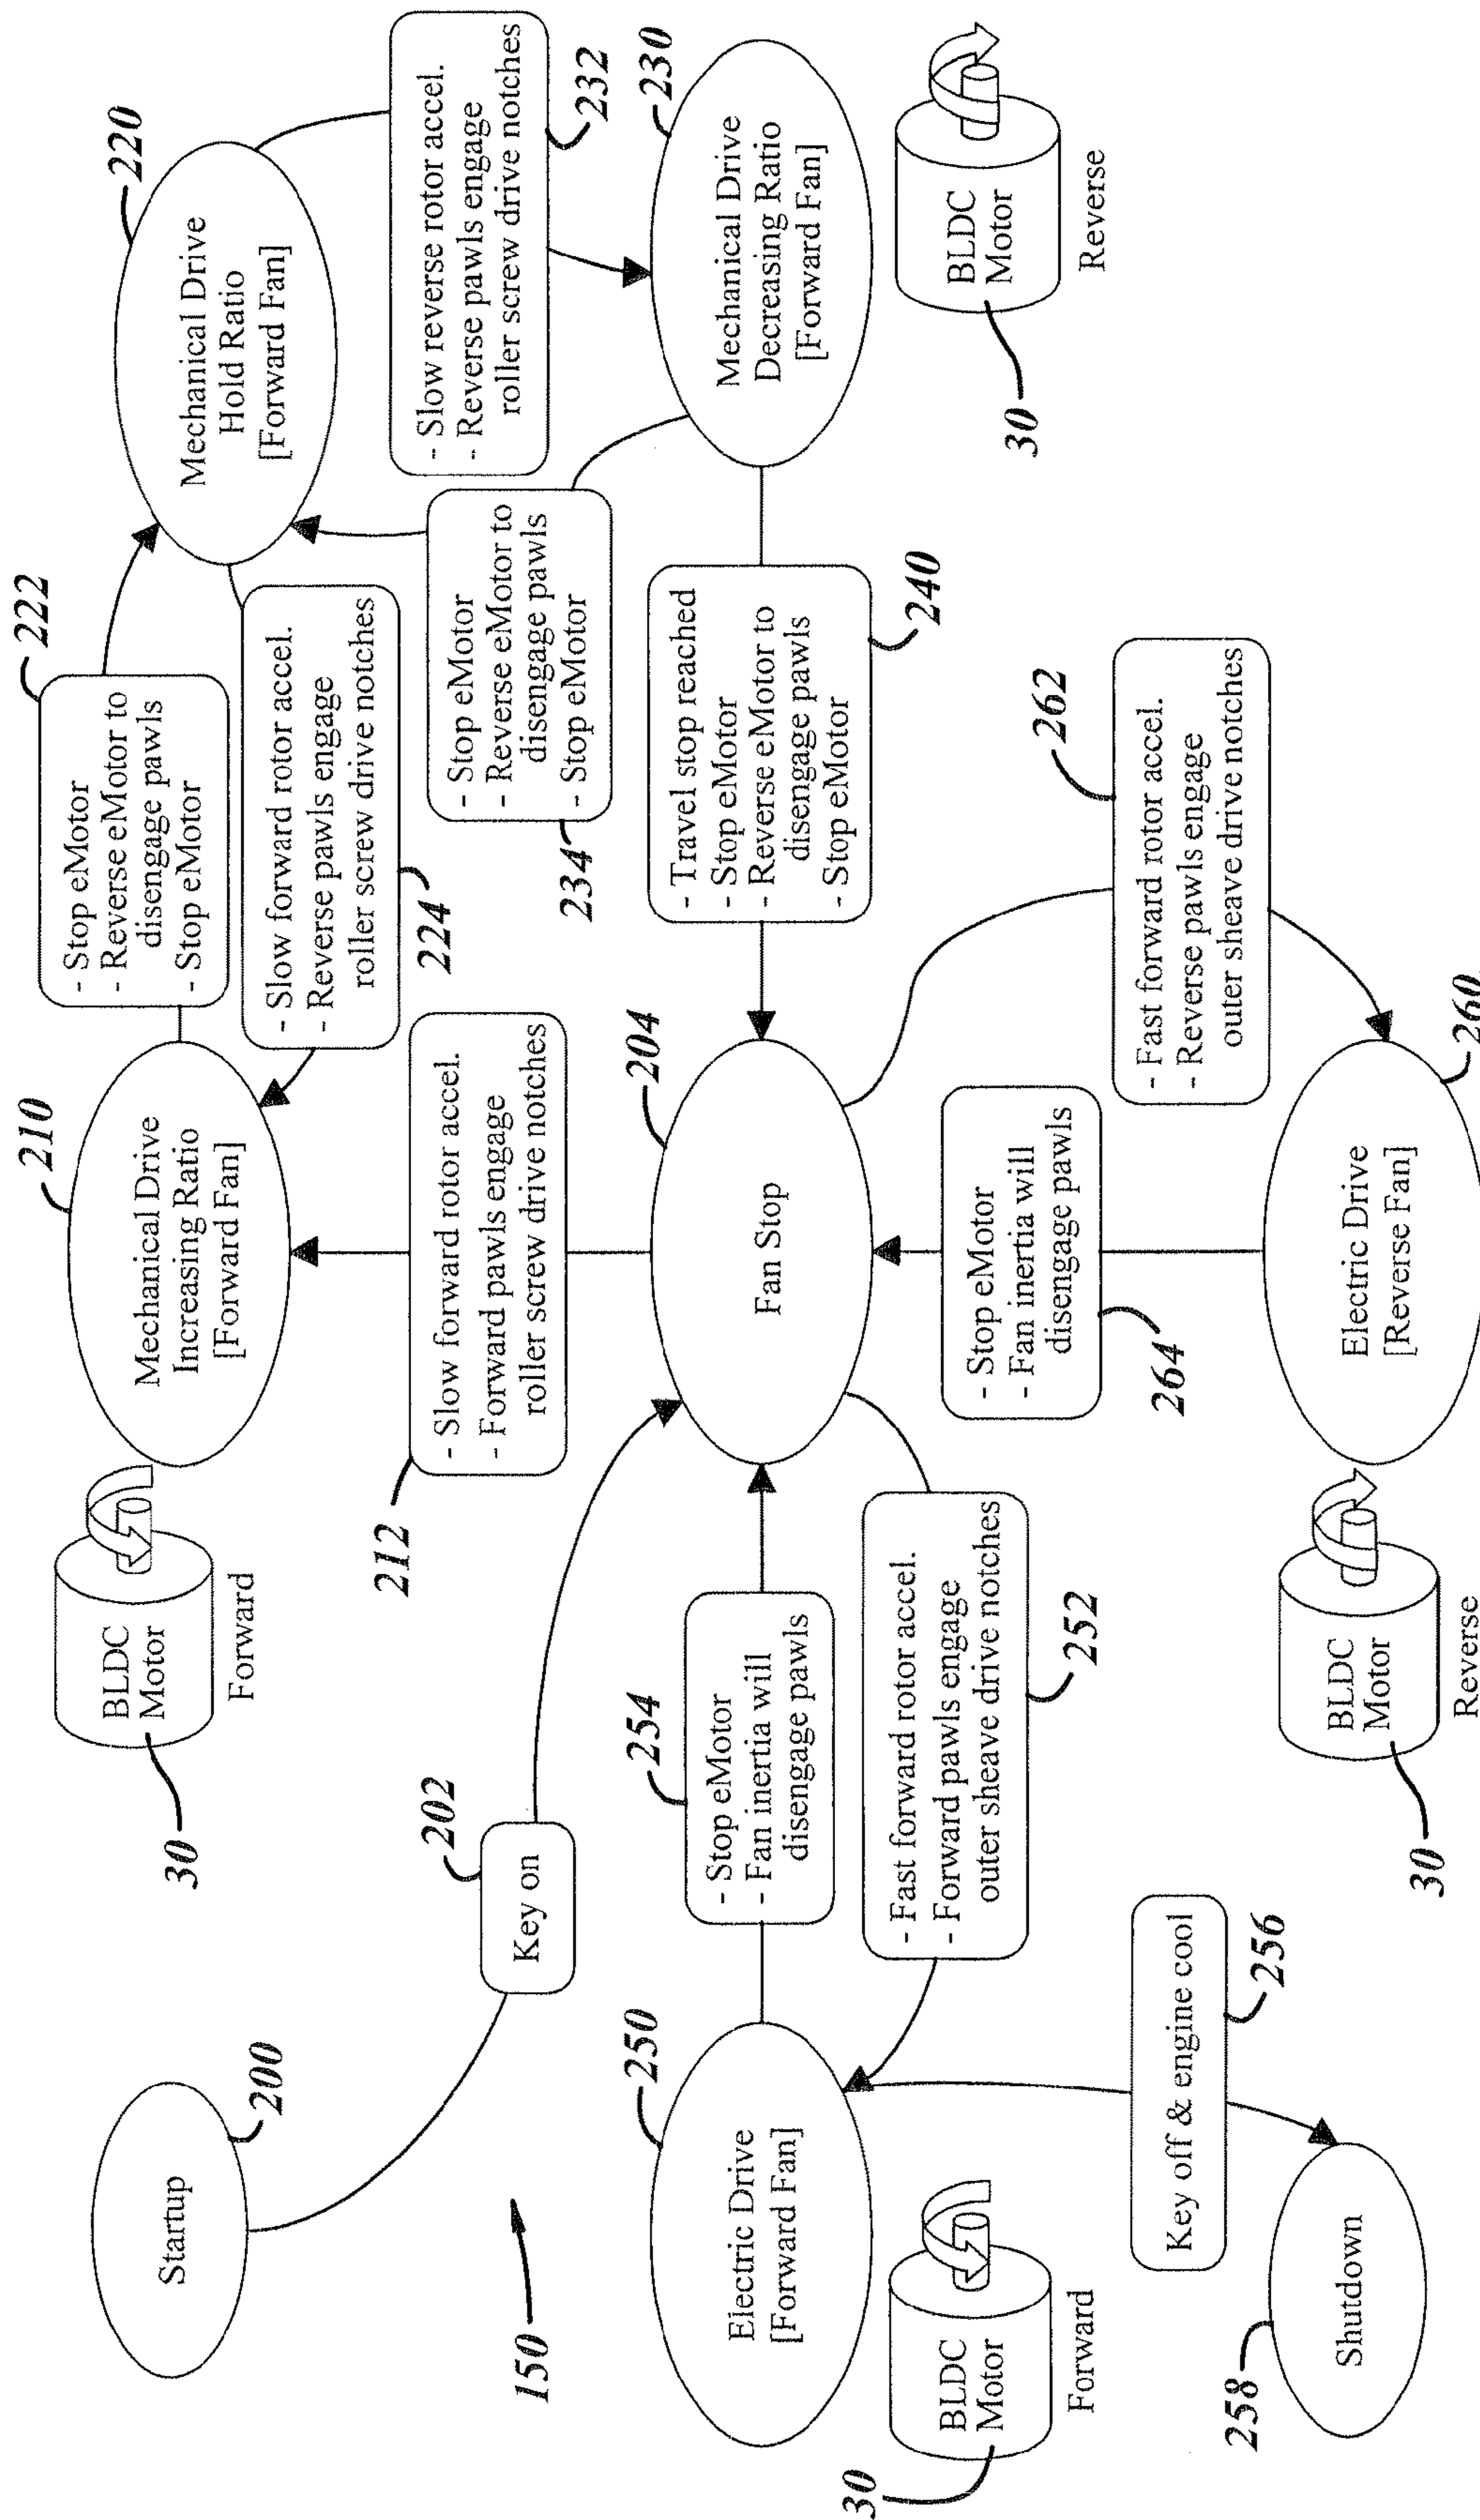 Startup
200
Key on
202
150
BLDC
Motor
Forward
30
Mechanical Drive
Increasing Ratio
[Forward Fan]
210
- Stop eMotor
- Reverse eMotor to
disengage pawls
- Stop eMotor
222
Mechanical Drive
Hold Ratio
[Forward Fan]
220
- Slow forward rotor accel.
- Reverse pawls engage
roller screw drive notches
224
- Slow forward rotor accel.
- Forward pawls engage
roller screw drive notches
212
- Stop eMotor
- Reverse eMotor to
disengage pawls
- Stop eMotor
234
- Slow reverse rotor accel.
- Reverse pawls engage
roller screw drive notches
232
Electric Drive
[Forward Fan]
250
- Stop eMotor
- Fan inertia will
disengage pawls
254
Fan Stop
204
- Travel stop reached
- Stop eMotor
- Reverse eMotor to
disengage pawls
- Stop eMotor
240
Mechanical Drive
Decreasing Ratio
[Forward Fan]
230
BLDC
Motor
Forward
30
- Fast forward rotor accel.
- Forward pawls engage
outer sheave drive notches
252
- Stop eMotor
- Fan inertia will
disengage pawls
264
- Fast forward rotor accel.
- Reverse pawls engage
outer sheave drive notches
262
BLDC
Motor
Reverse
30
Key off & engine cool
256
Shutdown
258
BLDC
Motor
Reverse
30
Electric Drive
[Reverse Fan]
260